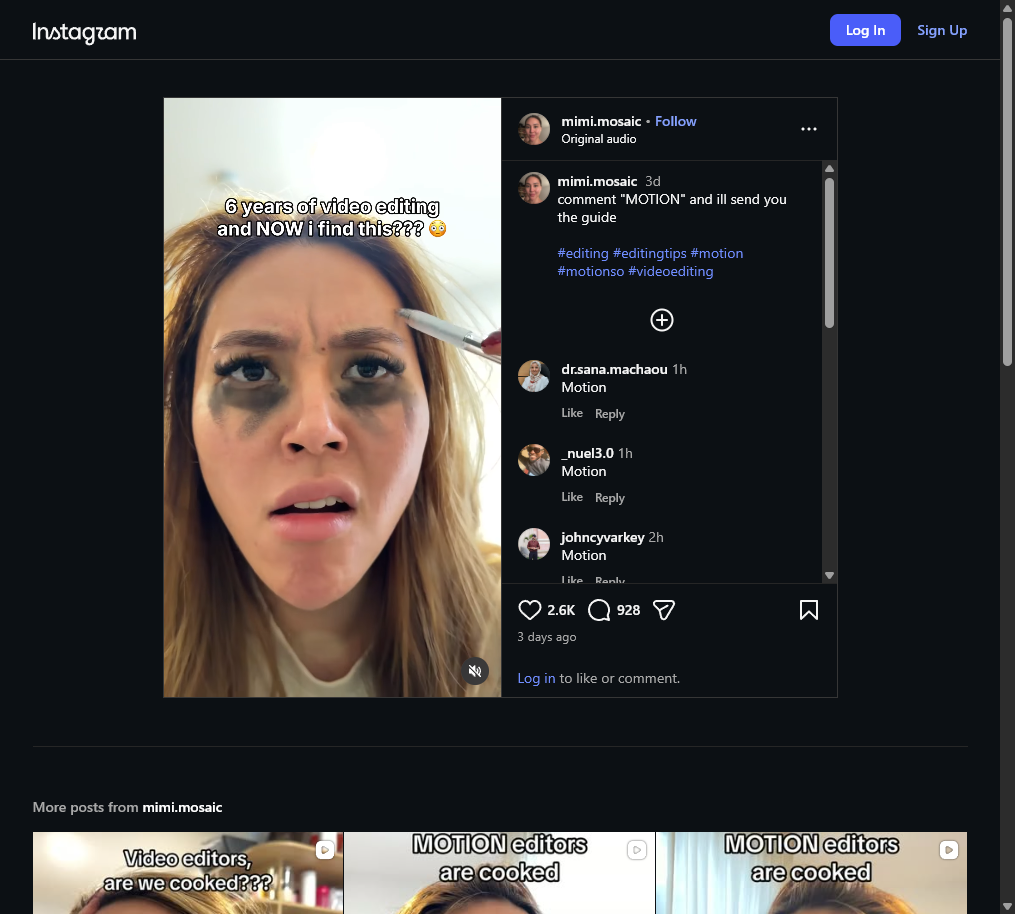 Instagram
Log In
Sign Up
6 years of video editing
and NOW i find this??? 😳
mimi.mosaic • Follow
Original audio
mimi.mosaic 3d
comment "MOTION" and ill send you
the guide
#editing #editingtips #motion
#motionso #videoediting
dr.sana.machaou 1h
Motion
Like Reply
_nuel3.0 1h
Motion
Like Reply
johncyvarkey 2h
Motion
Like Reply
2.6K 928
3 days ago
Log in to like or comment.
More posts from mimi.mosaic
Video editors,
are we cooked???
MOTION editors
are cooked
MOTION editors
are cooked